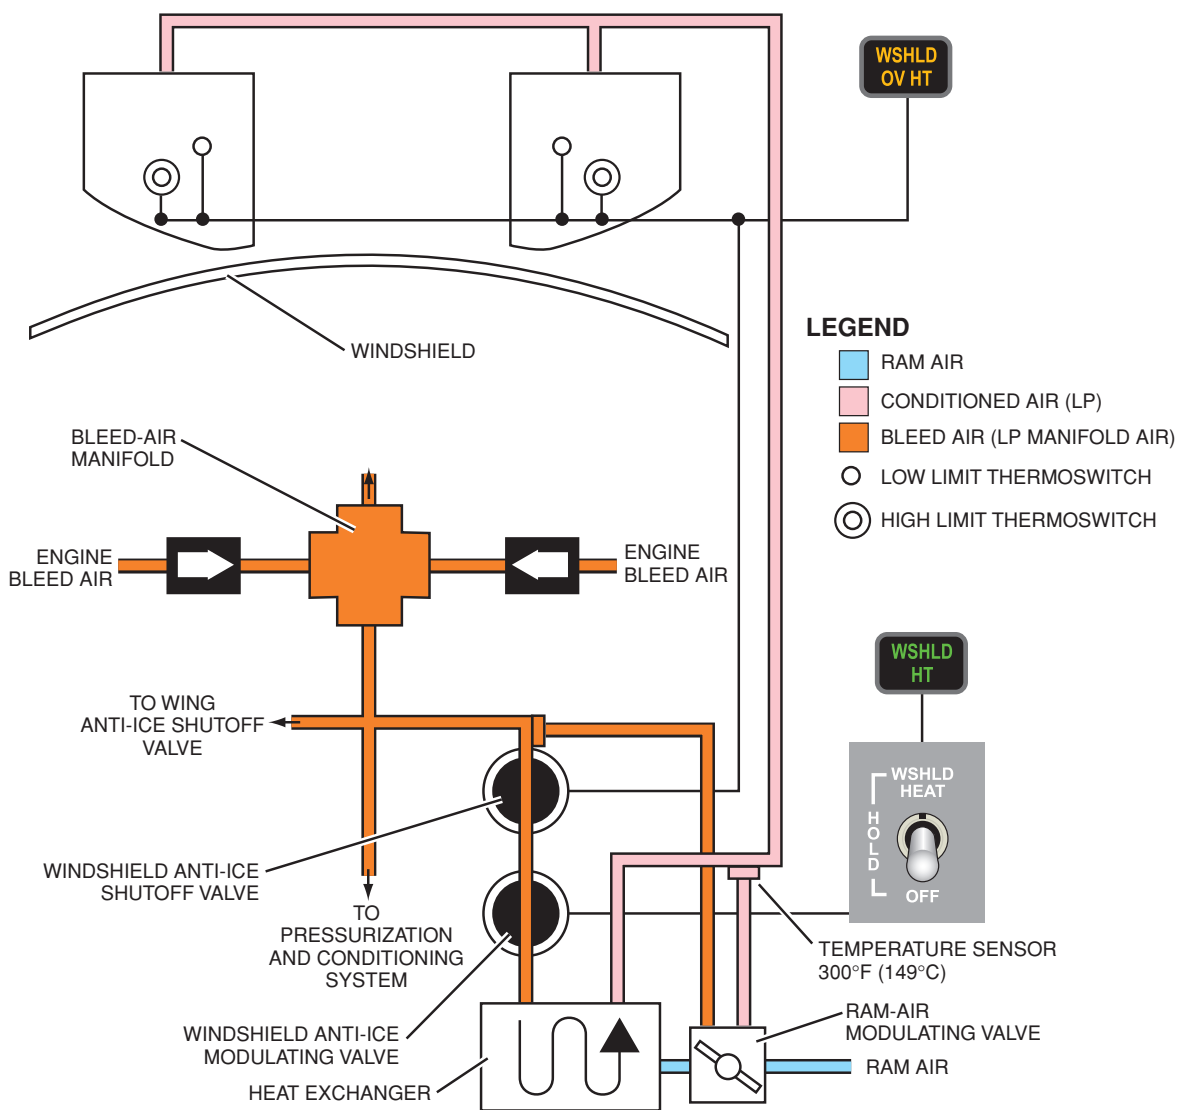 WSHLD
OV HT
WINDSHIELD
LEGEND
RAM AIR
CONDITIONED AIR (LP)
BLEED AIR (LP MANIFOLD AIR)
LOW LIMIT THERMOSWITCH
HIGH LIMIT THERMOSWITCH
BLEED-AIR
MANIFOLD
ENGINE
BLEED AIR
ENGINE
BLEED AIR
WSHLD
HT
TO WING
ANTI-ICE SHUTOFF
VALVE
WSHLD
HEAT
HOLD
OFF
WINDSHIELD ANTI-ICE
SHUTOFF VALVE
TO
PRESSURIZATION
AND CONDITIONING
SYSTEM
TEMPERATURE SENSOR
300°F (149°C)
RAM-AIR
MODULATING VALVE
WINDSHIELD ANTI-ICE
MODULATING VALVE
RAM AIR
HEAT EXCHANGER